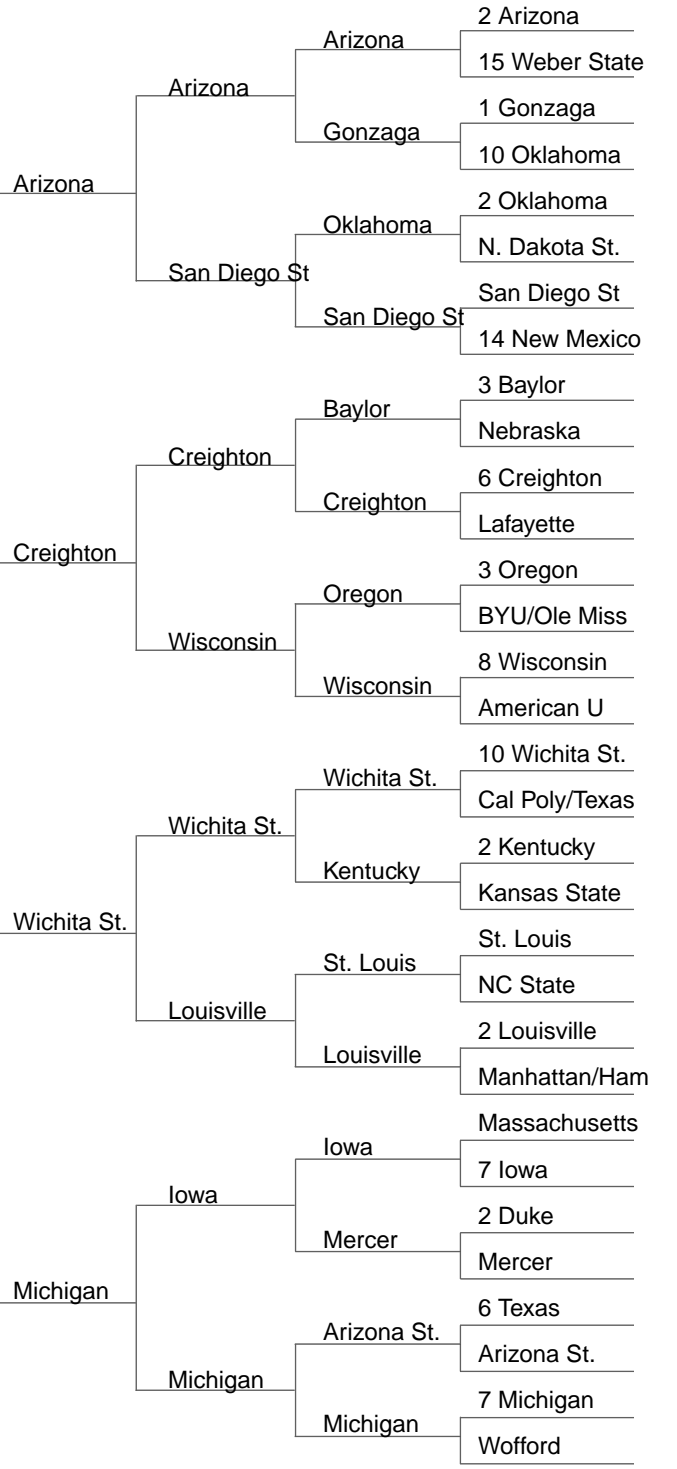 2 Arizona
Arizona
15 Weber State
Arizona
1 Gonzaga
Gonzaga
10 Oklahoma
Arizona
2 Oklahoma
Oklahoma
N. Dakota St.
San Diego St
San Diego St
San Diego St
14 New Mexico
3 Baylor
Baylor
Nebraska
Creighton
6 Creighton
Creighton
Lafayette
Creighton
3 Oregon
Oregon
BYU/Ole Miss
Wisconsin
8 Wisconsin
Wisconsin
American U
10 Wichita St.
Wichita St.
Cal Poly/Texas
Wichita St.
2 Kentucky
Kentucky
Kansas State
Wichita St.
St. Louis
St. Louis
NC State
Louisville
2 Louisville
Louisville
Manhattan/Ham
Massachusetts
Iowa
7 Iowa
Iowa
2 Duke
Mercer
Mercer
Michigan
6 Texas
Arizona St.
Arizona St.
Michigan
7 Michigan
Michigan
Wofford